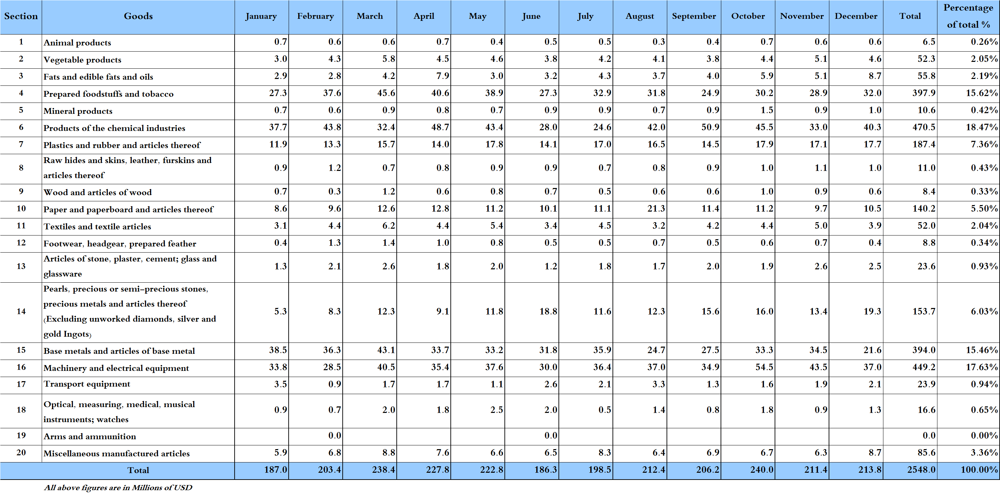 Section Goods January February March April May June July August September October November December Total Percentage of total %
1 Animal products 0.7 0.6 0.6 0.7 0.4 0.5 0.5 0.3 0.4 0.7 0.6 0.6 6.5 0.26%
2 Vegetable products 3.0 4.3 5.8 4.5 4.6 3.8 4.2 4.1 3.8 4.4 5.1 4.6 52.3 2.05%
3 Fats and edible fats and oils 2.9 2.8 4.2 7.9 3.0 3.2 4.3 3.7 4.0 5.9 5.1 8.7 55.8 2.19%
4 Prepared foodstuffs and tobacco 27.3 37.6 45.6 40.6 38.9 27.3 32.9 31.8 24.9 30.2 28.9 32.0 397.9 15.62%
5 Mineral products 0.7 0.6 0.9 0.8 0.7 0.9 0.9 0.7 0.9 1.5 0.9 1.0 10.6 0.42%
6 Products of the chemical industries 37.7 43.8 32.4 48.7 43.4 28.0 24.6 42.0 50.9 45.5 33.0 40.3 470.5 18.47%
7 Plastics and rubber and articles thereof 11.9 13.3 15.7 14.0 17.8 14.1 17.0 16.5 14.5 17.9 17.1 17.7 187.4 7.36%
8 Raw hides and skins, leather, furskins and
articles thereof 0.9 1.2 0.7 0.8 0.9 0.9 0.7 0.8 0.9 1.0 1.1 1.0 11.0 0.43%
9 Wood and articles of wood 0.7 0.3 1.2 0.6 0.8 0.7 0.5 0.6 0.6 1.0 0.9 0.6 8.4 0.33%
10 Paper and paperboard and articles thereof 8.6 9.6 12.6 12.8 11.2 10.1 11.1 21.3 11.4 11.2 9.7 10.5 140.2 5.50%
11 Textiles and textile articles 3.1 4.4 6.2 4.4 5.4 3.4 4.5 3.2 4.2 4.4 5.0 3.9 52.0 2.04%
12 Footwear, headgear, prepared feather 0.4 1.3 1.4 1.0 0.8 0.5 0.5 0.7 0.5 0.6 0.7 0.4 8.8 0.34%
13 Articles of stone, plaster, cement; glass and
glassware 1.3 2.1 2.6 1.8 2.0 1.2 1.8 1.7 2.0 1.9 2.6 2.5 23.6 0.93%
14 Pearls, precious or semi-precious stones,
precious metals and articles thereof
(Excluding unworked diamonds, silver and
gold Ingots) 5.3 8.3 12.3 9.1 11.8 18.8 11.6 12.3 15.6 16.0 13.4 19.3 153.7 6.03%
15 Base metals and articles of base metal 38.5 36.3 43.1 33.7 33.2 31.8 35.9 24.7 27.5 33.3 34.5 21.6 394.0 15.46%
16 Machinery and electrical equipment 33.8 28.5 40.5 35.4 37.6 30.0 36.4 37.0 34.9 54.5 43.5 37.0 449.2 17.63%
17 Transport equipment 3.5 0.9 1.7 1.7 1.1 2.6 2.1 3.3 1.3 1.6 1.9 2.1 23.9 0.94%
18 Optical, measuring, medical, musical
instruments; watches 0.9 0.7 2.0 1.8 2.5 2.0 0.5 1.4 0.8 1.8 0.9 1.3 16.6 0.65%
19 Arms and ammunition 0.0 0.0 0.0 0.00%
20 Miscellaneous manufactured articles 5.9 6.8 8.8 7.6 6.6 6.5 8.3 6.4 6.9 6.7 6.3 8.7 85.6 3.36%
Total 187.0 203.4 238.4 227.8 222.8 186.3 198.5 212.4 206.2 240.0 211.4 213.8 2548.0 100.00%
All above figures are in Millions of USD